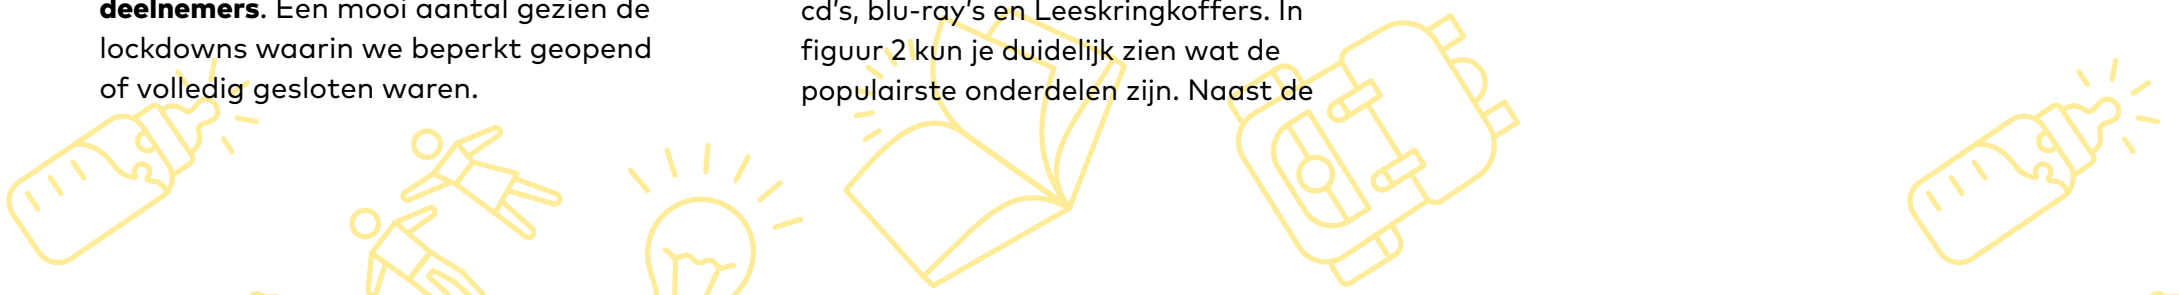 deelnemers. Een mooi aantal gezien de
lockdowns waarin we beperkt geopend
of volledig gesloten waren.
cd's, blu-ray's en Leeskringkoffers. In
figuur 2 kun je duidelijk zien wat de
populairste onderdelen zijn. Naast de